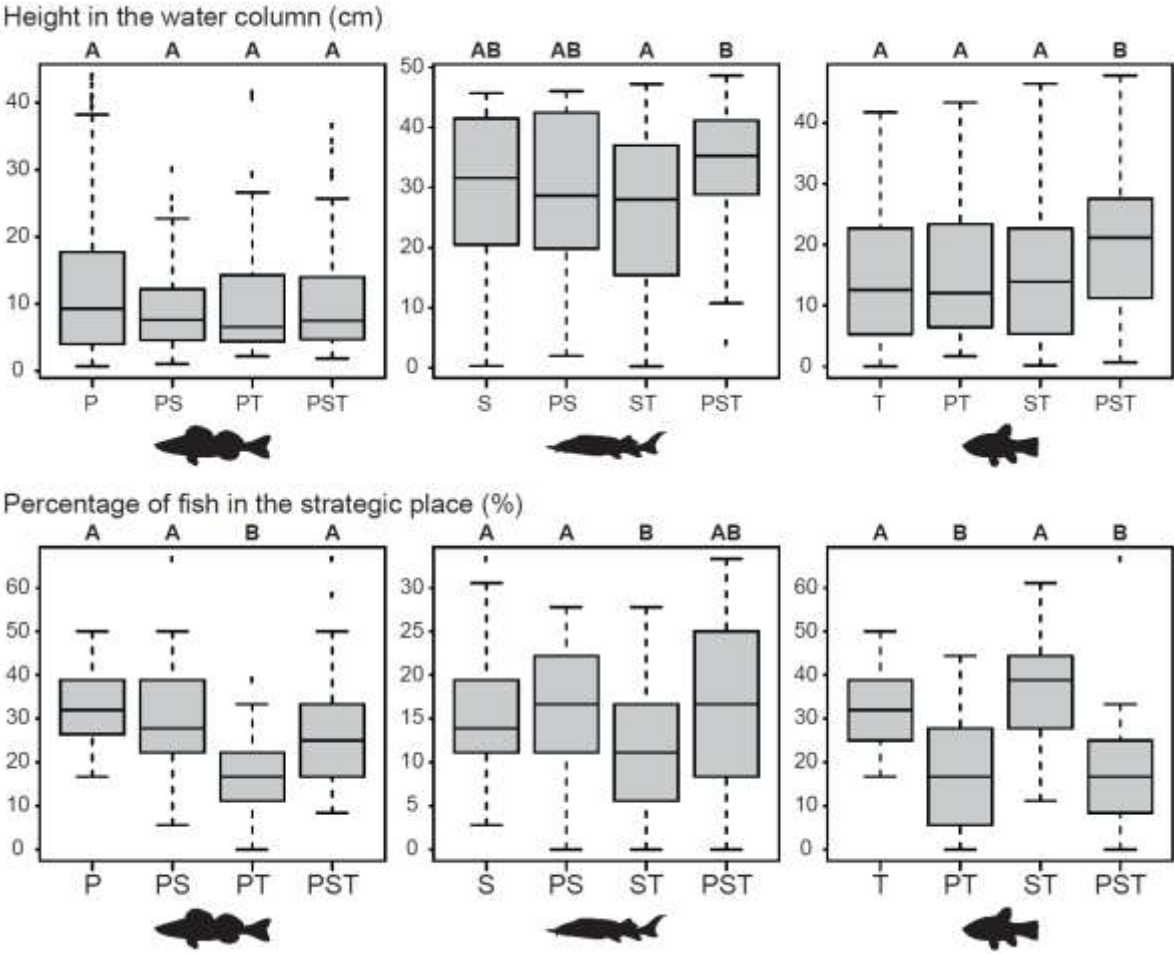 Height in the water column (cm)
A A A A
AB AB A B
A A A B
40
30
20
10
0
50
40
30
20
10
0
40
30
20
10
0
P PS PT PST
S PS ST PST
T PT ST PST
Percentage of fish in the strategic place (%)
A A B A
A A B AB
A B A B
60
50
40
30
20
10
0
30
25
20
15
10
5
0
60
50
40
30
20
10
0
P PS PT PST
S PS ST PST
T PT ST PST